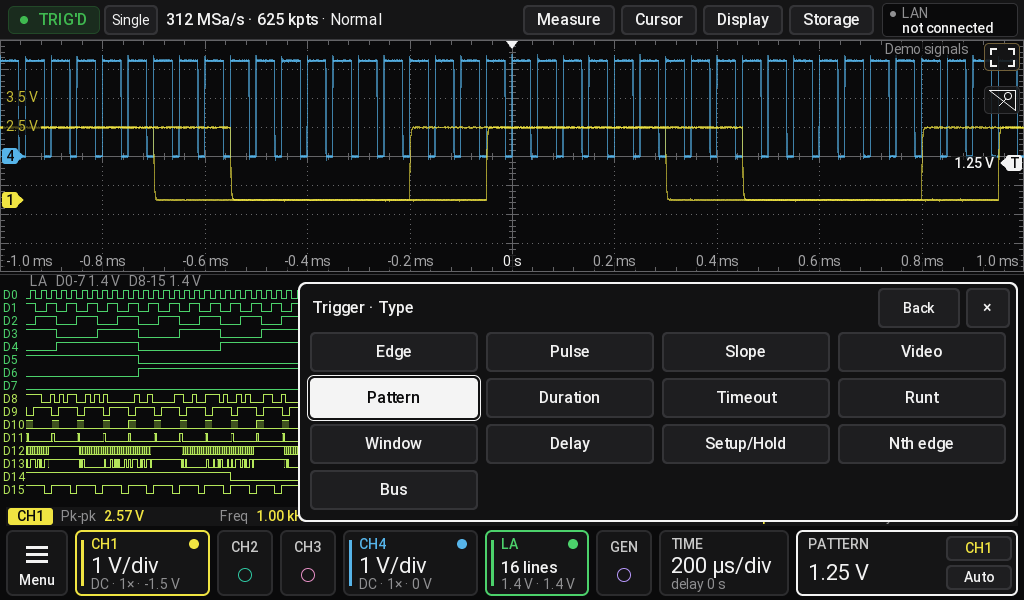 TRIG'D Single 312 MSa/s · 625 kpts · Normal Measure Cursor Display Storage LAN
not connected
Demo signals
3.5 V
2.5 V
4
1.25 V T
1
-1.0 ms -0.8 ms -0.6 ms -0.4 ms -0.2 ms 0 s 0.2 ms 0.4 ms 0.6 ms 0.8 ms 1.0 ms
LA D0-7 1.4 V D8-15 1.4 V
D0
D1
D2
D3
D4
D5
D6
D7
D8
D9
D10
D11
D12
D13
D14
D15
Trigger · Type Back ×
Edge Pulse Slope Video
Pattern Duration Timeout Runt
Window Delay Setup/Hold Nth edge
Bus
CH1 Pk-pk 2.57 V Freq 1.00
Menu
CH1
1 V/div
DC · 1× · -1.5 V
CH2
CH3
CH4
1 V/div
DC · 1× · 0 V
LA
16 lines
1.4 V · 1.4 V
GEN
TIME
200 µs/div
delay 0 s
PATTERN
1.25 V
CH1
Auto